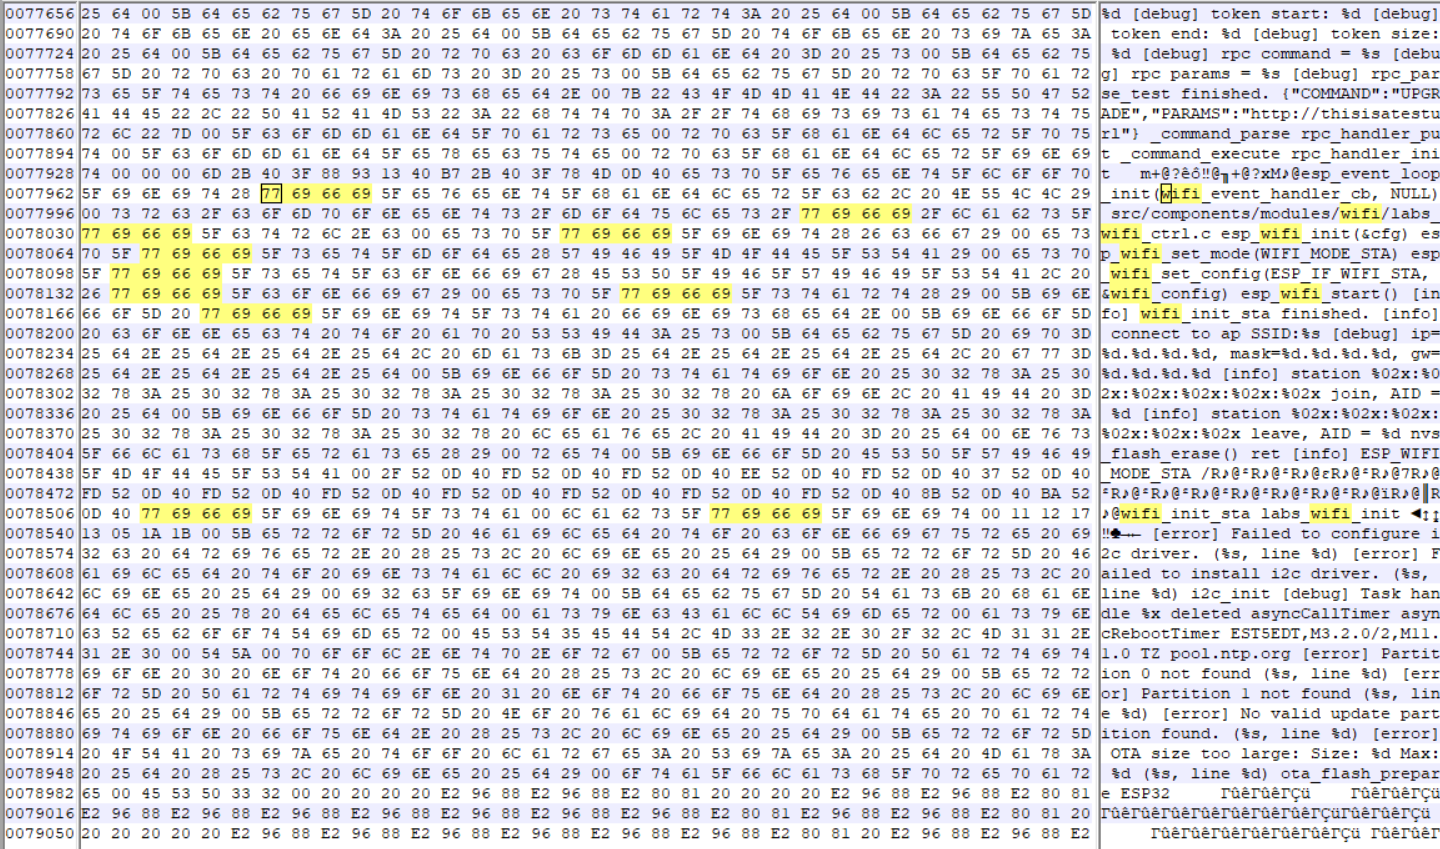 0077656 25 64 00 5B 64 65 62 75 67 5D 20 74 6F 6B 65 6E 20 73 74 61 72 74 3A 20 25 64 00 5B 64 65 62 75 67 5D %d [debug] token start: %d [debug]
0077690 20 74 6F 6B 65 6E 20 65 6E 64 3A 20 25 64 00 5B 64 65 62 75 67 5D 20 74 6F 6B 65 6E 20 73 69 7A 65 3A token end: %d [debug] token size:
0077724 20 25 64 00 5B 64 65 62 75 67 5D 20 72 70 63 20 63 6F 6D 6D 61 6E 64 20 3D 20 25 73 00 5B 64 65 62 75 %d [debug] rpc command = %s [debu
0077758 67 5D 20 72 70 63 20 70 61 72 61 6D 73 20 3D 20 25 73 00 5B 64 65 62 75 67 5D 20 72 70 63 5F 70 61 72 g] rpc params = %s [debug] rpc_par
0077792 73 65 5F 74 65 73 74 20 66 69 6E 69 73 68 65 64 2E 00 7B 22 43 4F 4D 4D 41 4E 44 22 3A 22 55 50 47 52 se_test finished. {"COMMAND":"UPGR
0077826 41 44 45 22 2C 22 50 41 52 41 4D 53 22 3A 22 68 74 74 70 3A 2F 2F 74 68 69 73 69 73 61 74 65 73 74 75 ADE","PARAMS":"http://thisisatestu
0077860 72 6C 22 7D 00 5F 63 6F 6D 6D 61 6E 64 5F 70 61 72 73 65 00 72 70 63 5F 68 61 6E 64 6C 65 72 5F 70 75 rl"} _command_parse rpc_handler_pu
0077894 74 00 5F 63 6F 6D 6D 61 6E 64 5F 65 78 65 63 75 74 65 00 72 70 63 5F 68 61 6E 64 6C 65 72 5F 69 6E 69 t _command_execute rpc_handler_ini
0077928 74 00 00 00 6D 2B 40 3F 88 93 13 40 B7 2B 40 3F 78 4D 0D 40 65 73 70 5F 65 76 65 6E 74 5F 6C 6F 6F 70 t m+@?êô‼@╖+@?xM♪@esp_event_loop
0077962 5F 69 6E 69 74 28 77 69 66 69 5F 65 76 65 6E 74 5F 68 61 6E 64 6C 65 72 5F 63 62 2C 20 4E 55 4C 4C 29 _init(wifi_event_handler_cb, NULL)
0077996 00 73 72 63 2F 63 6F 6D 70 6F 6E 65 6E 74 73 2F 6D 6F 64 75 6C 65 73 2F 77 69 66 69 2F 6C 61 62 73 5F src/components/modules/wifi/labs_
0078030 77 69 66 69 5F 63 74 72 6C 2E 63 00 65 73 70 5F 77 69 66 69 5F 69 6E 69 74 28 26 63 66 67 29 00 65 73 wifi_ctrl.c esp_wifi_init(&cfg) es
0078064 70 5F 77 69 66 69 5F 73 65 74 5F 6D 6F 64 65 28 57 49 46 49 5F 4D 4F 44 45 5F 53 54 41 29 00 65 73 70 p_wifi_set_mode(WIFI_MODE_STA) esp
0078098 5F 77 69 66 69 5F 73 65 74 5F 63 6F 6E 66 69 67 28 45 53 50 5F 49 46 5F 57 49 46 49 5F 53 54 41 2C 20 _wifi_set_config(ESP_IF_WIFI_STA,
0078132 26 77 69 66 69 5F 63 6F 6E 66 69 67 29 00 65 73 70 5F 77 69 66 69 5F 73 74 61 72 74 28 29 00 5B 69 6E &wifi_config) esp_wifi_start() [in
0078166 66 6F 5D 20 77 69 66 69 5F 69 6E 69 74 5F 73 74 61 20 66 69 6E 69 73 68 65 64 2E 00 5B 69 6E 66 6F 5D fo] wifi_init_sta finished. [info]
0078200 20 63 6F 6E 6E 65 63 74 20 74 6F 20 61 70 20 53 53 49 44 3A 25 73 00 5B 64 65 62 75 67 5D 20 69 70 3D connect to ap SSID:%s [debug] ip=
0078234 25 64 2E 25 64 2E 25 64 2E 25 64 2C 20 6D 61 73 6B 3D 25 64 2E 25 64 2E 25 64 2E 25 64 2C 20 67 77 3D %d.%d.%d.%d, mask=%d.%d.%d.%d, gw=
0078268 25 64 2E 25 64 2E 25 64 2E 25 64 00 5B 69 6E 66 6F 5D 20 73 74 61 74 69 6F 6E 20 25 30 32 78 3A 25 30 %d.%d.%d.%d [info] station %02x:%0
0078302 32 78 3A 25 30 32 78 3A 25 30 32 78 3A 25 30 32 78 3A 25 30 32 78 20 6A 6F 69 6E 2C 20 41 49 44 20 3D 2x:%02x:%02x:%02x:%02x join, AID =
0078336 20 25 64 00 5B 69 6E 66 6F 5D 20 73 74 61 74 69 6F 6E 20 25 30 32 78 3A 25 30 32 78 3A 25 30 32 78 3A %d [info] station %02x:%02x:%02x:
0078370 25 30 32 78 3A 25 30 32 78 3A 25 30 32 78 20 6C 65 61 76 65 2C 20 41 49 44 20 3D 20 25 64 00 6E 76 73 %02x:%02x:%02x leave, AID = %d nvs
0078404 5F 66 6C 61 73 68 5F 65 72 61 73 65 28 29 00 72 65 74 00 5B 69 6E 66 6F 5D 20 45 53 50 5F 57 49 46 49 _flash_erase() ret [info] ESP_WIFI
0078438 5F 4D 4F 44 45 5F 53 54 41 00 2F 52 0D 40 FD 52 0D 40 FD 52 0D 40 EE 52 0D 40 FD 52 0D 40 37 52 0D 40 _MODE_STA /R♪@²R♪@²R♪@εR♪@²R♪@7R♪@
0078472 FD 52 0D 40 FD 52 0D 40 FD 52 0D 40 FD 52 0D 40 FD 52 0D 40 FD 52 0D 40 FD 52 0D 40 8B 52 0D 40 BA 52 ²R♪@²R♪@²R♪@²R♪@²R♪@²R♪@²R♪@ïR♪@║R
0078506 0D 40 77 69 66 69 5F 69 6E 69 74 5F 73 74 61 00 6C 61 62 73 5F 77 69 66 69 5F 69 6E 69 74 00 11 12 17 ♪@wifi_init_sta labs_wifi_init ◄↕↨
0078540 13 05 1A 1B 00 5B 65 72 72 6F 72 5D 20 46 61 69 6C 65 64 20 74 6F 20 63 6F 6E 66 69 67 75 72 65 20 69 ‼♣→← [error] Failed to configure i
0078574 32 63 20 64 72 69 76 65 72 2E 20 28 25 73 2C 20 6C 69 6E 65 20 25 64 29 00 5B 65 72 72 6F 72 5D 20 46 2c driver. (%s, line %d) [error] F
0078608 61 69 6C 65 64 20 74 6F 20 69 6E 73 74 61 6C 6C 20 69 32 63 20 64 72 69 76 65 72 2E 20 28 25 73 2C 20 ailed to install i2c driver. (%s,
0078642 6C 69 6E 65 20 25 64 29 00 69 32 63 5F 69 6E 69 74 00 5B 64 65 62 75 67 5D 20 54 61 73 6B 20 68 61 6E line %d) i2c_init [debug] Task han
0078676 64 6C 65 20 25 78 20 64 65 6C 65 74 65 64 00 61 73 79 6E 63 43 61 6C 6C 54 69 6D 65 72 00 61 73 79 6E dle %x deleted asyncCallTimer asyn
0078710 63 52 65 62 6F 6F 74 54 69 6D 65 72 00 45 53 54 35 45 44 54 2C 4D 33 2E 32 2E 30 2F 32 2C 4D 31 31 2E cRebootTimer EST5EDT,M3.2.0/2,M11.
0078744 31 2E 30 00 54 5A 00 70 6F 6F 6C 2E 6E 74 70 2E 6F 72 67 00 5B 65 72 72 6F 72 5D 20 50 61 72 74 69 74 1.0 TZ pool.ntp.org [error] Partit
0078778 69 6F 6E 20 30 20 6E 6F 74 20 66 6F 75 6E 64 20 28 25 73 2C 20 6C 69 6E 65 20 25 64 29 00 5B 65 72 72 ion 0 not found (%s, line %d) [err
0078812 6F 72 5D 20 50 61 72 74 69 74 69 6F 6E 20 31 20 6E 6F 74 20 66 6F 75 6E 64 20 28 25 73 2C 20 6C 69 6E or] Partition 1 not found (%s, lin
0078846 65 20 25 64 29 00 5B 65 72 72 6F 72 5D 20 4E 6F 20 76 61 6C 69 64 20 75 70 64 61 74 65 20 70 61 72 74 e %d) [error] No valid update part
0078880 69 74 69 6F 6E 20 66 6F 75 6E 64 2E 20 28 25 73 2C 20 6C 69 6E 65 20 25 64 29 00 5B 65 72 72 6F 72 5D ition found. (%s, line %d) [error]
0078914 20 4F 54 41 20 73 69 7A 65 20 74 6F 6F 20 6C 61 72 67 65 3A 20 53 69 7A 65 3A 20 25 64 20 4D 61 78 3A OTA size too large: Size: %d Max:
0078948 20 25 64 20 28 25 73 2C 20 6C 69 6E 65 20 25 64 29 00 6F 74 61 5F 66 6C 61 73 68 5F 70 72 65 70 61 72 %d (%s, line %d) ota_flash_prepar
0078982 65 00 45 53 50 33 32 00 20 20 20 20 E2 96 88 E2 96 88 E2 80 81 20 20 20 20 E2 96 88 E2 96 88 E2 80 81 e ESP32 ΓûêΓûêΓÇü ΓûêΓûêΓÇü
0079016 E2 96 88 E2 96 88 E2 96 88 E2 96 88 E2 96 88 E2 96 88 E2 80 81 E2 96 88 E2 96 88 E2 96 88 E2 80 81 20 ΓûêΓûêΓûêΓûêΓûêΓûêΓÇüΓûêΓûêΓûêΓÇü
0079050 20 20 20 20 20 E2 96 88 E2 96 88 E2 96 88 E2 96 88 E2 96 88 E2 80 81 20 E2 96 88 E2 96 88 E2 96 88 E2 ΓûêΓûêΓûêΓûêΓûêΓÇü ΓûêΓûêΓûêΓ